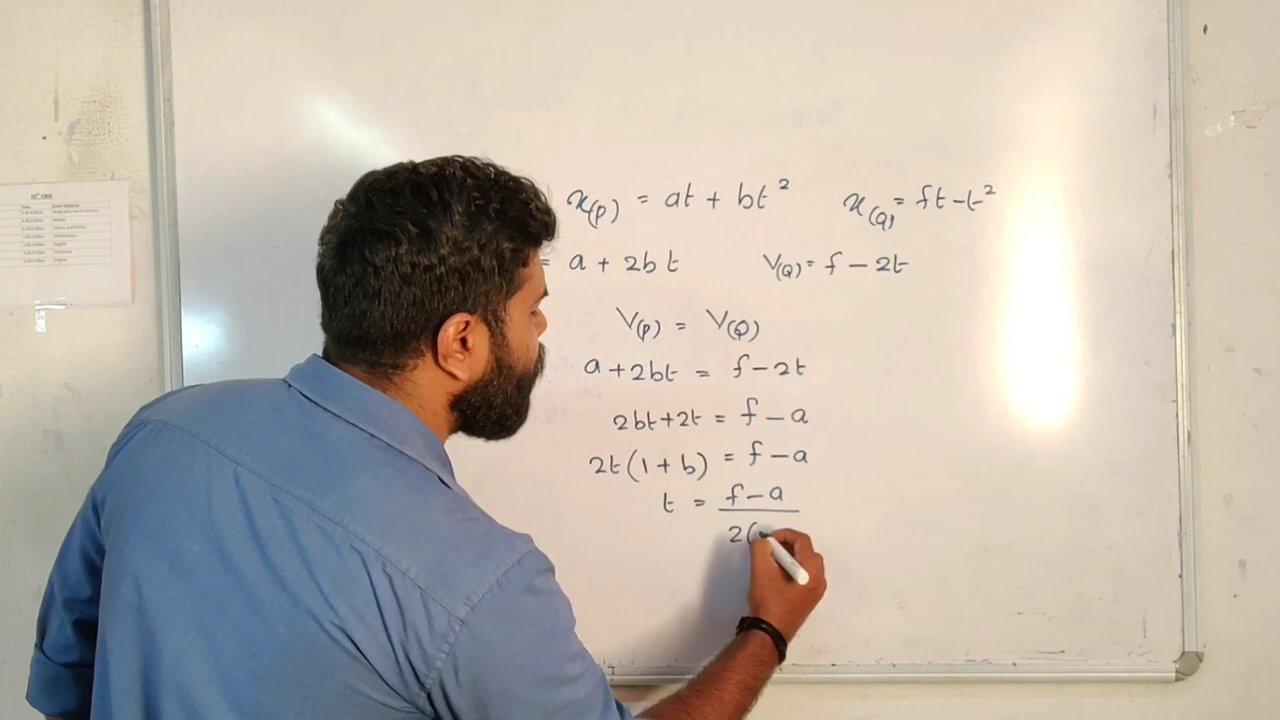 x(P) = at + bt² x(Q) = ft - t²
= a + 2bt V(Q) = f - 2t
V(P) = V(Q)
a + 2bt = f - 2t
2bt + 2t = f - a
2t(1 + b) = f - a
t = f - a
2(